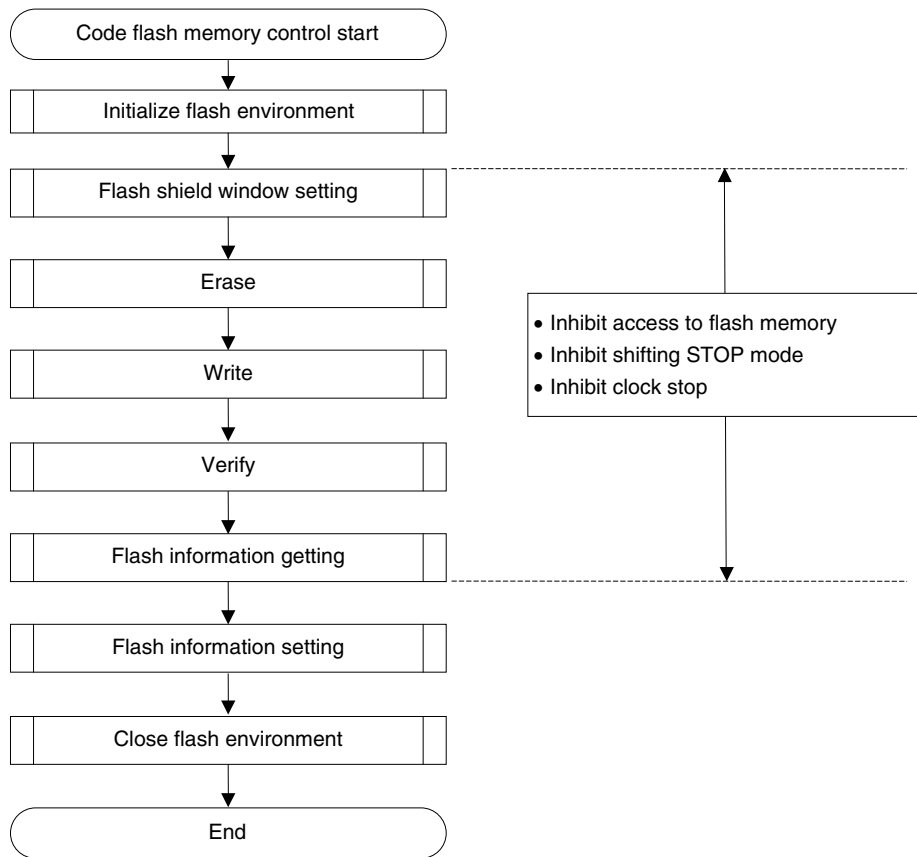 Code flash memory control start
Initialize flash environment
Flash shield window setting
Erase
Write
Verify
Flash information getting
Flash information setting
Close flash environment
End
• Inhibit access to flash memory
• Inhibit shifting STOP mode
• Inhibit clock stop